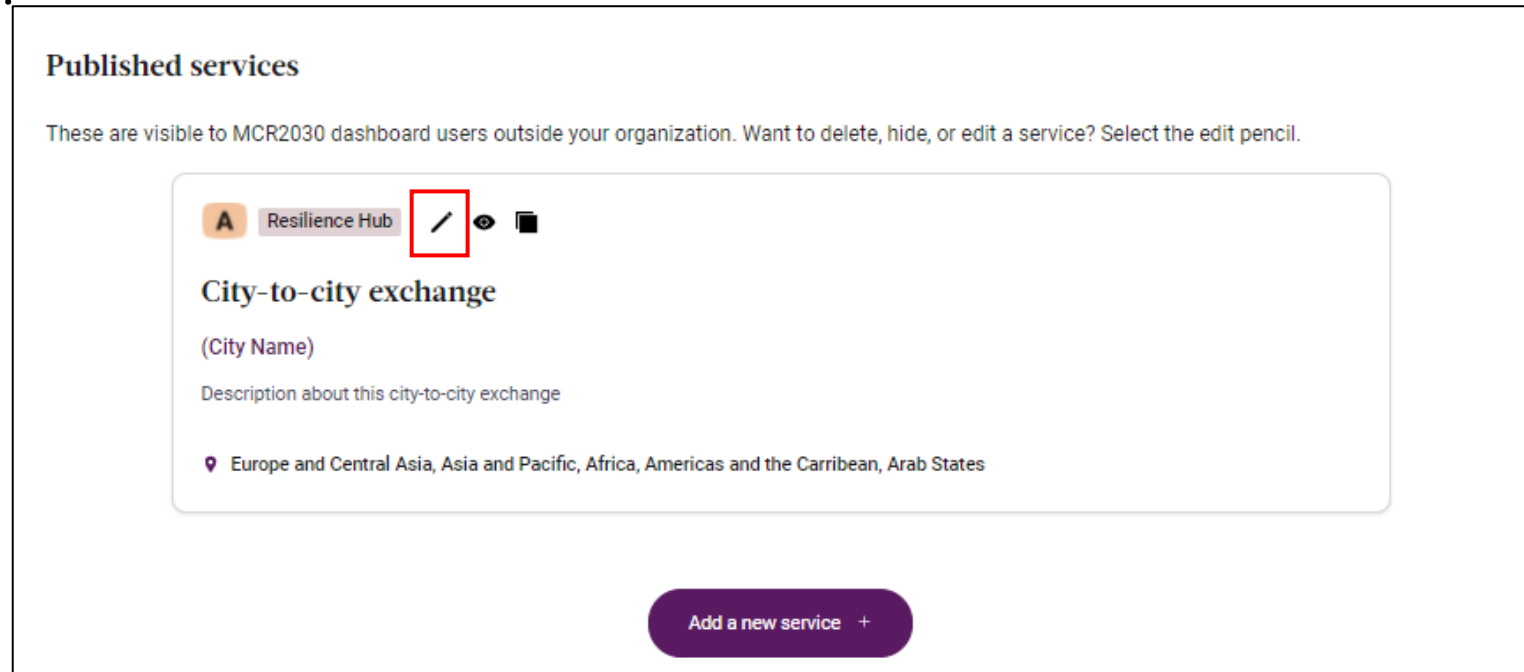 Published services
These are visible to MCR2030 dashboard users outside your organization. Want to delete, hide, or edit a service? Select the edit pencil.
A Resilience Hub
City-to-city exchange
(City Name)
Description about this city-to-city exchange
Europe and Central Asia, Asia and Pacific, Africa, Americas and the Carribean, Arab States
Add a new service +